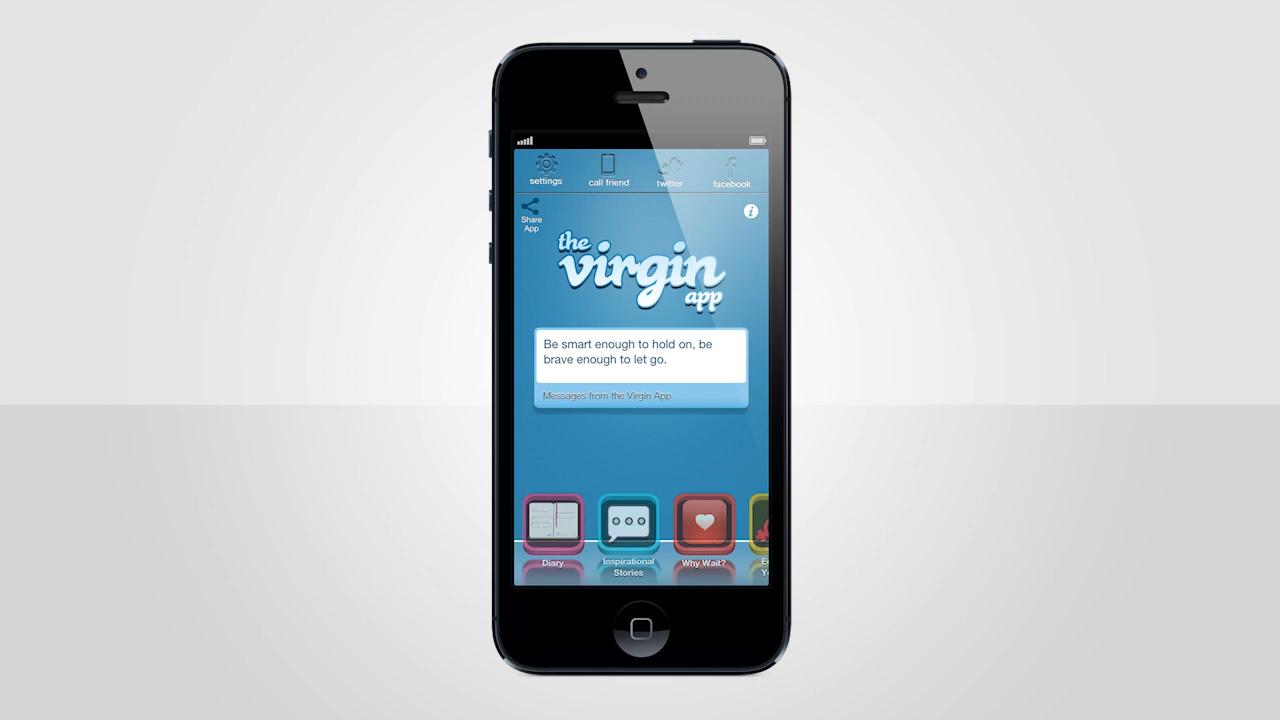 settings
call friend
twitter
facebook
Share
App
the
virgin
app
Be smart enough to hold on, be
brave enough to let go.
Messages from the Virgin App
Diary
Inspirational
Stories
Why Wait?